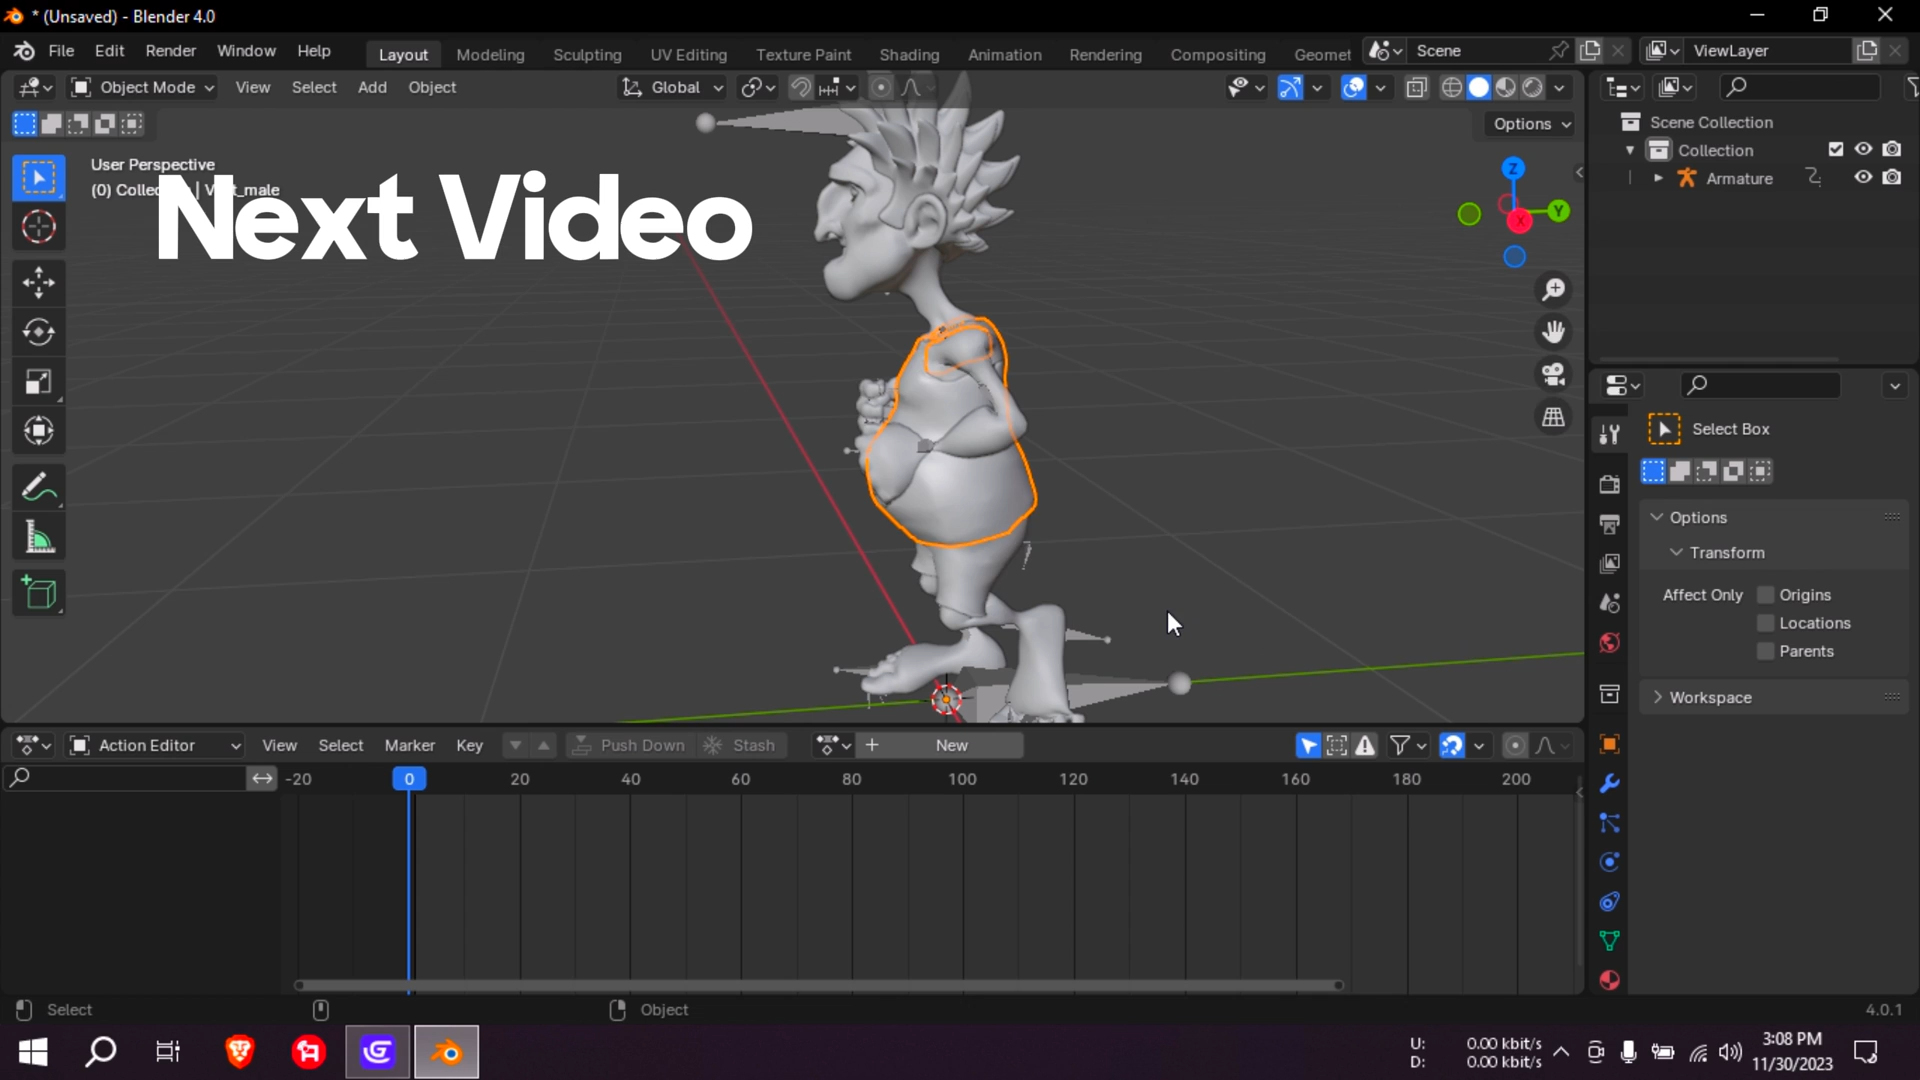 * (Unsaved) - Blender 4.0
File Edit Render Window Help Layout Modeling Sculpting UV Editing Texture Paint Shading Animation Rendering Compositing Geomet Scene ViewLayer
Object Mode View Select Add Object Global
Options
User Perspective
(0) Collec
Next Video
Z
Y
X
Scene Collection
Collection
Armature
Select Box
Options
Transform
Affect Only Origins
Locations
Parents
Workspace
Action Editor View Select Marker Key Push Down Stash New
-20 0 20 40 60 80 100 120 140 160 180 200
Select Object 4.0.1
U: 0.00 kbit/s
D: 0.00 kbit/s
3:08 PM
11/30/2023